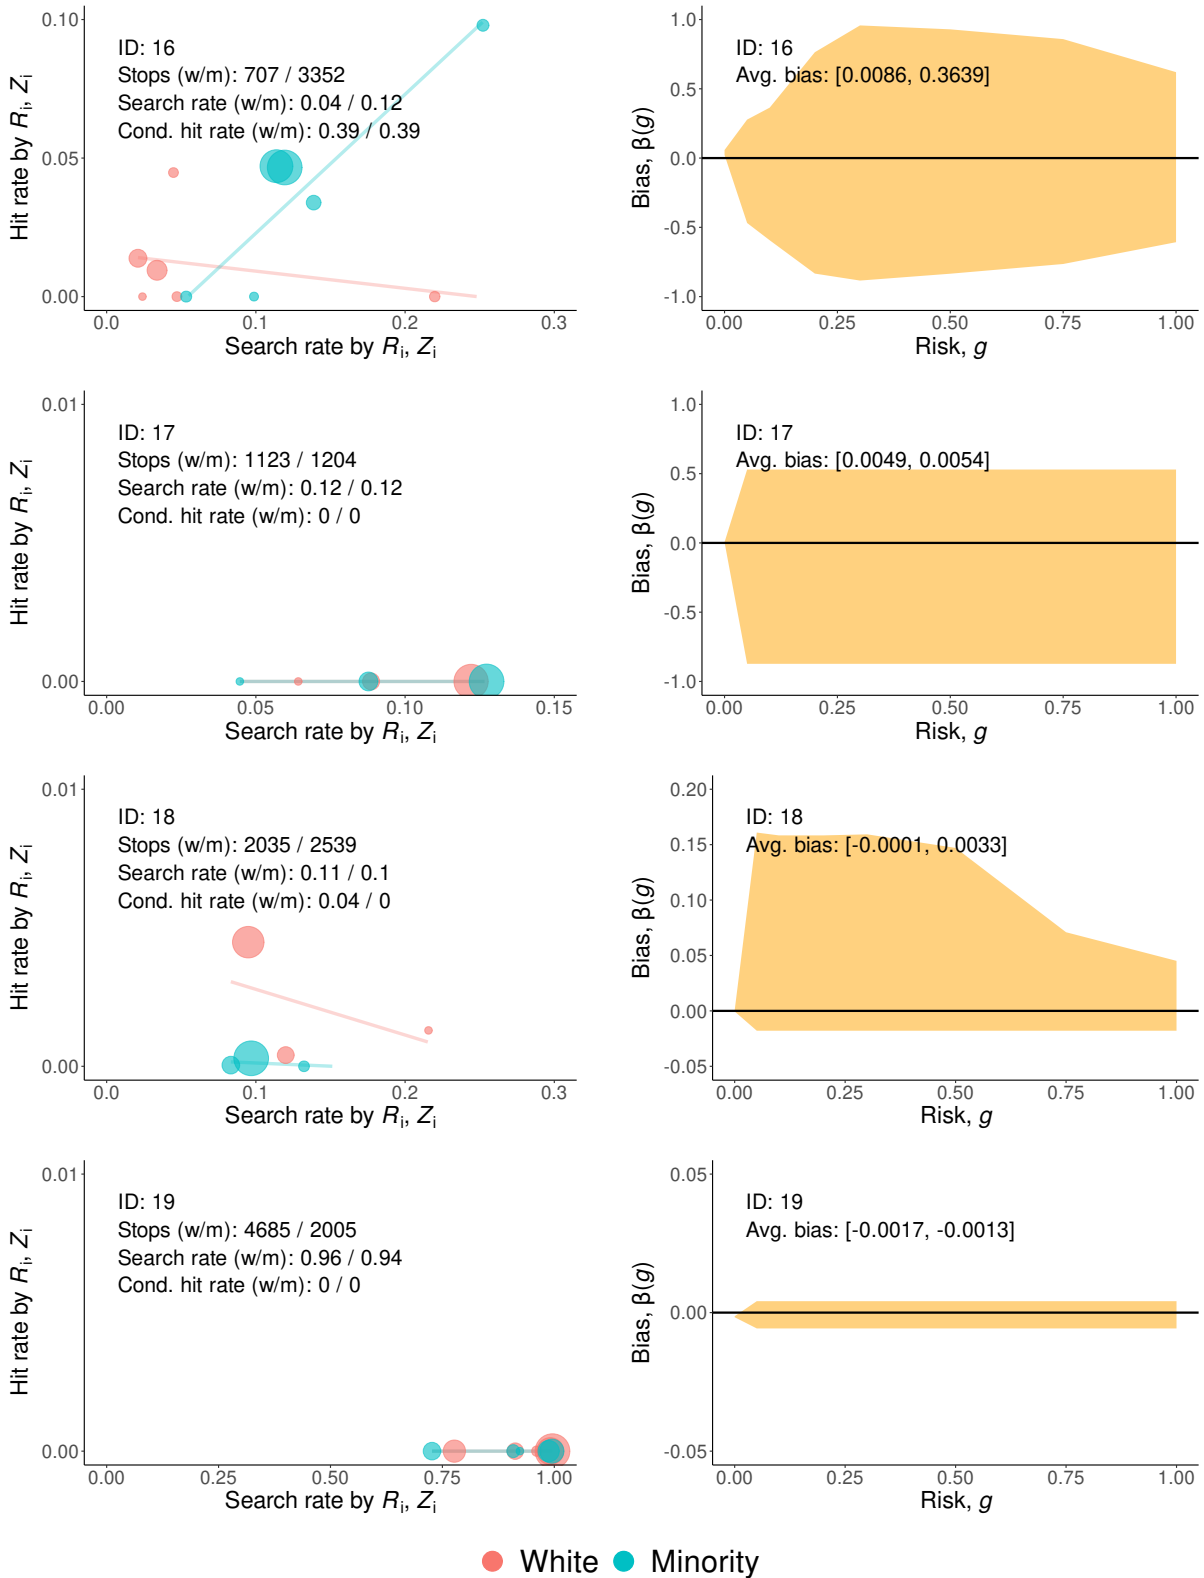 0.10
0.05
0.00
Hit rate by Ri, Zi
ID: 16
Stops (w/m): 707 / 3352
Search rate (w/m): 0.04 / 0.12
Cond. hit rate (w/m): 0.39 / 0.39
0.0 0.1 0.2 0.3
Search rate by Ri, Zi
1.0
0.5
0.0
-0.5
-1.0
Bias, β(g)
ID: 16
Avg. bias: [0.0086, 0.3639]
0.00 0.25 0.50 0.75 1.00
Risk, g
0.01
0.00
Hit rate by Ri, Zi
ID: 17
Stops (w/m): 1123 / 1204
Search rate (w/m): 0.12 / 0.12
Cond. hit rate (w/m): 0 / 0
0.00 0.05 0.10 0.15
Search rate by Ri, Zi
1.0
0.5
0.0
-0.5
-1.0
Bias, β(g)
ID: 17
Avg. bias: [0.0049, 0.0054]
0.00 0.25 0.50 0.75 1.00
Risk, g
0.01
0.00
Hit rate by Ri, Zi
ID: 18
Stops (w/m): 2035 / 2539
Search rate (w/m): 0.11 / 0.1
Cond. hit rate (w/m): 0.04 / 0
0.0 0.1 0.2 0.3
Search rate by Ri, Zi
0.20
0.15
0.10
0.05
0.00
-0.05
Bias, β(g)
ID: 18
Avg. bias: [-0.0001, 0.0033]
0.00 0.25 0.50 0.75 1.00
Risk, g
0.01
0.00
Hit rate by Ri, Zi
ID: 19
Stops (w/m): 4685 / 2005
Search rate (w/m): 0.96 / 0.94
Cond. hit rate (w/m): 0 / 0
0.00 0.25 0.50 0.75 1.00
Search rate by Ri, Zi
0.05
0.00
-0.05
Bias, β(g)
ID: 19
Avg. bias: [-0.0017, -0.0013]
0.00 0.25 0.50 0.75 1.00
Risk, g
White Minority